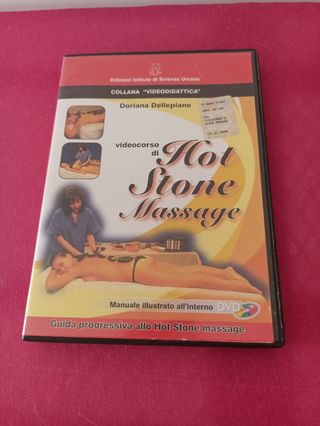 Edizioni Istituto di Scienze Umane
COLLANA "VIDEODIDATTICA"
Doriana Dellepiane
videocorso di
Hot
Stone
Massage
Manuale illustrato all'interno DVD
Guida progressiva allo Hot Stone massage